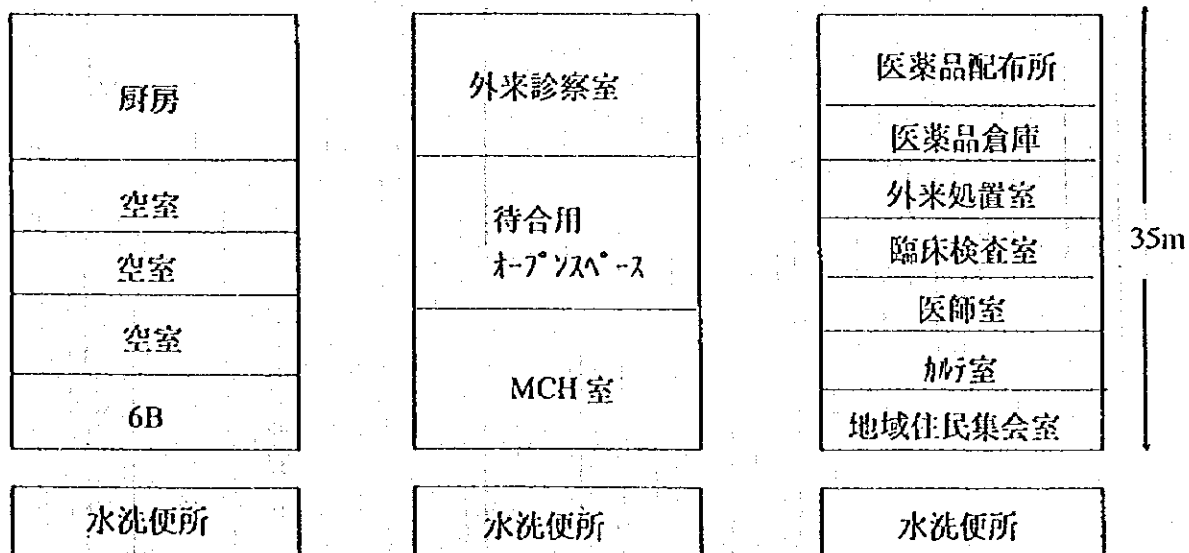 厨房
空室
空室
空室
6B
水洗便所
外来診察室
待合用
ｵｰﾌﾟﾝｽﾍﾟｰｽ
MCH 室
水洗便所
医薬品配布所
医薬品倉庫
外来処置室
臨床検査室
医師室
ｶﾙﾃ室
地域住民集会室
水洗便所
35m